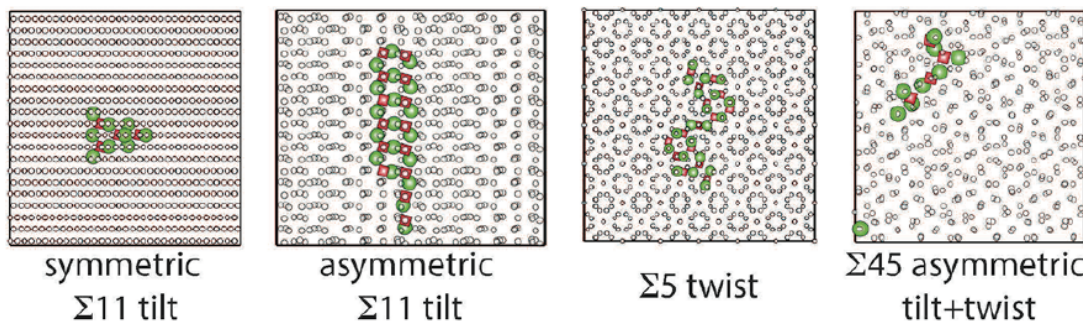 symmetric
Σ11 tilt
asymmetric
Σ11 tilt
Σ5 twist
Σ45 asymmetric
tilt+twist